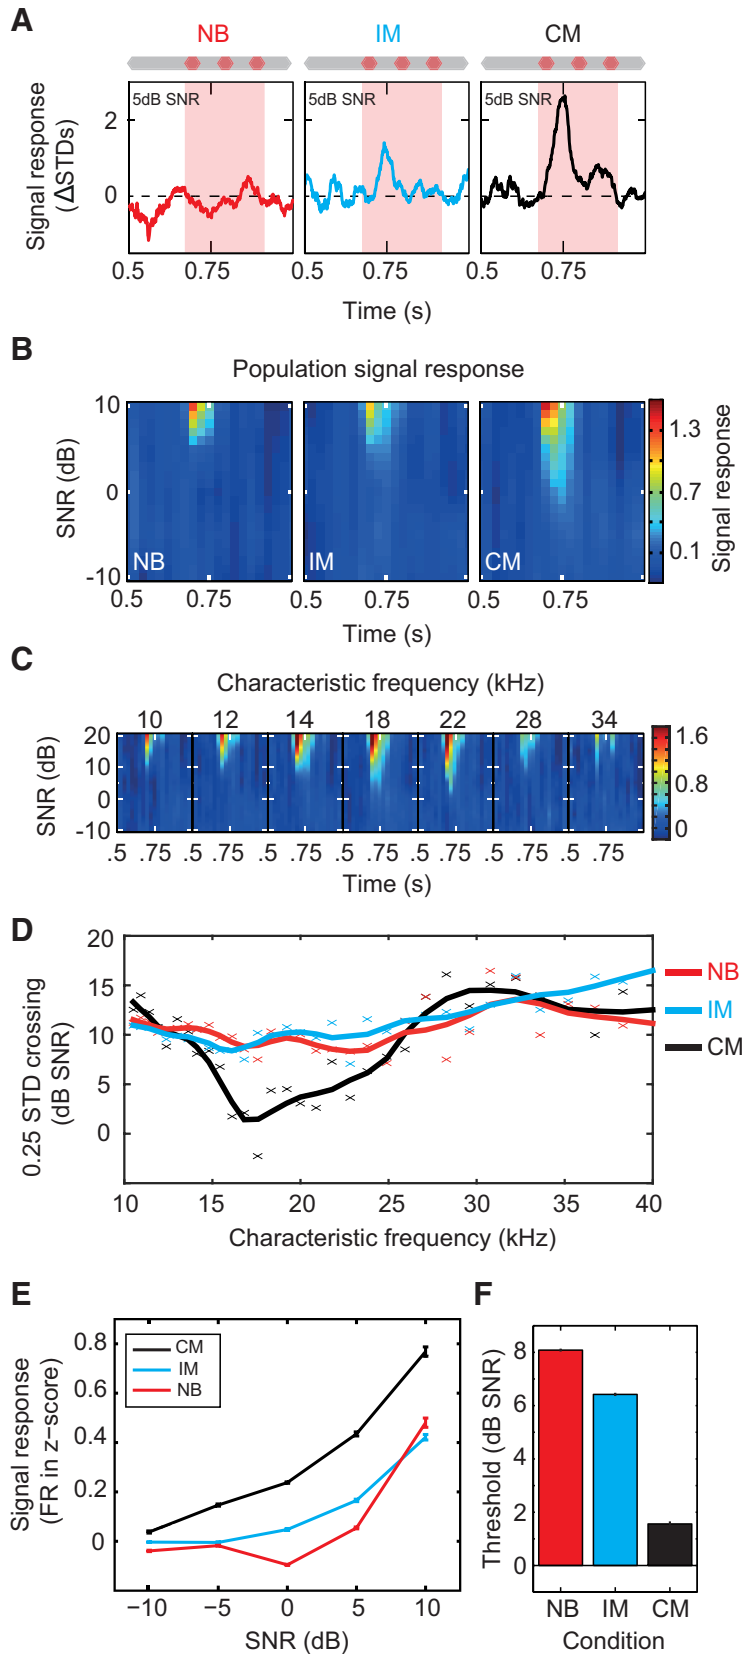 A
NB IM CM
5dB SNR 5dB SNR 5dB SNR
Signal response
(ΔSTDs)
2
0
0.5 0.75 0.5 0.75 0.5 0.75
Time (s)
B
Population signal response
SNR (dB)
10
0
-10
NB IM CM
0.5 0.75 0.5 0.75 0.5 0.75
Time (s)
1.3
0.7
0.1
Signal response
C
Characteristic frequency (kHz)
10 12 14 18 22 28 34
SNR (dB)
20
10
0
-10
.5 .75 .5 .75 .5 .75 .5 .75 .5 .75 .5 .75 .5 .75
Time (s)
1.6
0.8
0
D
0.25 STD crossing
(dB SNR)
20
15
10
5
0
10 15 20 25 30 35 40
Characteristic frequency (kHz)
NB
IM
CM
E
Signal response
(FR in z−score)
0.8
0.6
0.4
0.2
0
CM
IM
NB
−10 −5 0 5 10
SNR (dB)
F
Threshold (dB SNR)
8
6
4
2
0
NB IM CM
Condition